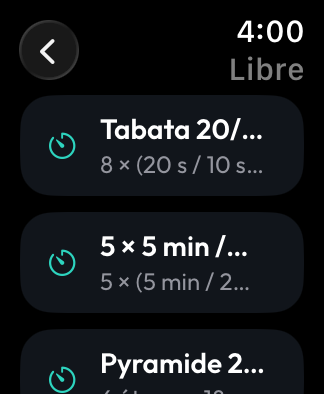 4:00
Libre
Tabata 20/...
8 × (20 s / 10 s...
5 × 5 min /...
5 × (5 min / 2...
Pyramide 2...